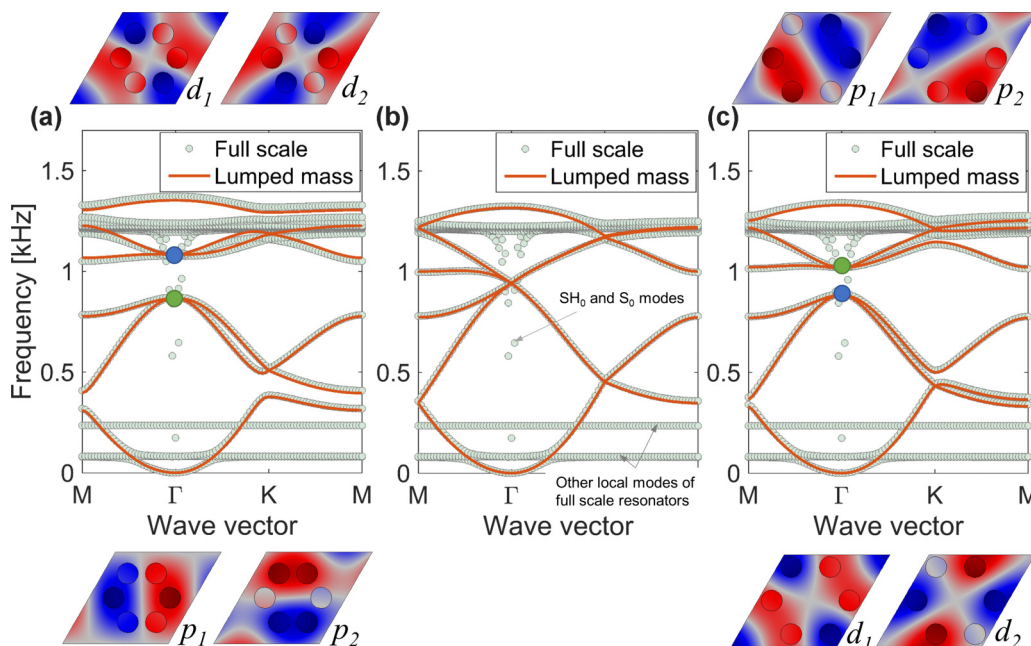 d1
d2
p1
p2
(a)
(b)
(c)
Full scale
Lumped mass
Full scale
Lumped mass
Full scale
Lumped mass
Frequency [kHz]
1.5
1
0.5
0
1.5
1
0.5
0
1.5
1
0.5
0
SH0 and S0 modes
Other local modes of
full scale resonators
M Γ K M
M Γ K M
M Γ K M
Wave vector
Wave vector
Wave vector
p1
p2
d1
d2